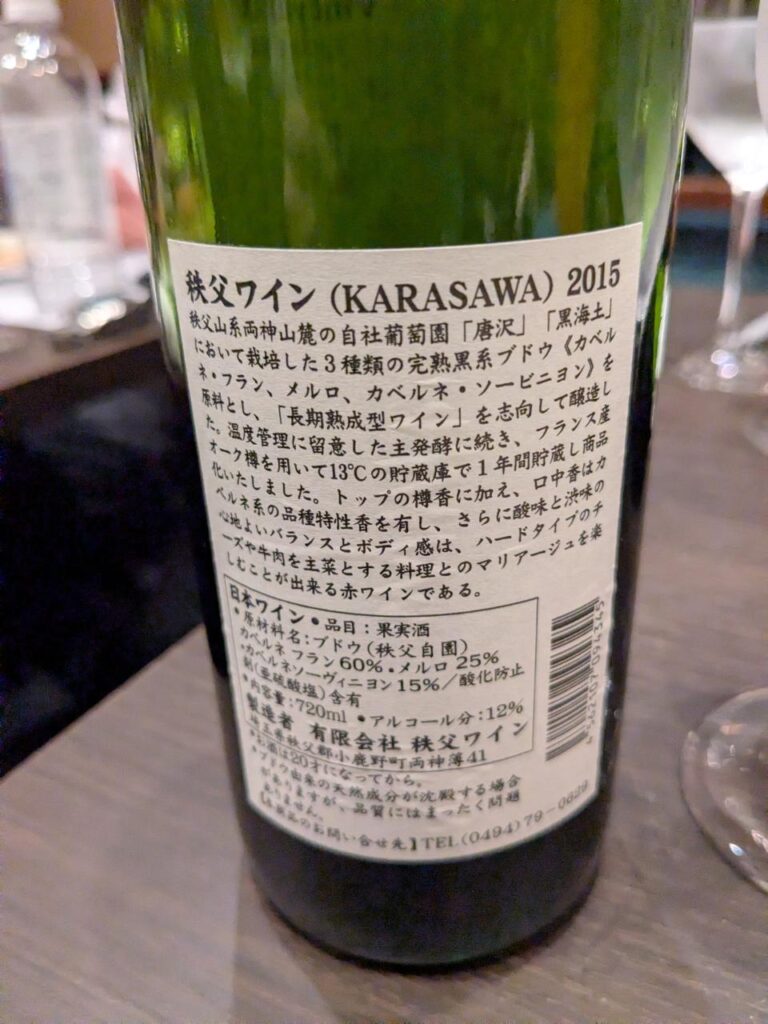 秩父ワイン（KARASAWA）2015
秩父山系両神山麓の自社葡萄園「唐沢」「黒海土」
において栽培した３種類の完熟黒系ブドウ《カベル
ネ・フラン、メルロ、カベルネ・ソービニヨン》を
原料とし、「長期熟成型ワイン」を志向して醸造し
た。温度管理に留意した主発酵に続き、フランス産
オーク樽を用いて13℃の貯蔵庫で１年間貯蔵し商品
化いたしました。トップの樽香に加え、口中香はカ
ベルネ系の品種特性香を有し、さらに酸味と渋味の
心地よいバランスとボディ感は、ハードタイプのチ
ーズや牛肉を主菜とする料理とのマリアージュを楽
しむことが出来る赤ワインである。
日本ワイン●品目：果実酒
●原材料名：ブドウ（秩父自園）
カベルネ フラン60%．メルロ 25%
・カベルネソーヴィニヨン15%／酸化防止
剤（亜硫酸塩）含有
●内容量：720ml ●アルコール分：12%
製造者 有限会社 秩父ワイン
埼玉県秩父郡小鹿野町両神薄41
●お酒は20才になってから。
●ブドウ由来の天然成分が沈殿する場合
がありますが、品質にはまったく問題
ありません。
【本商品のお問い合せ先】TEL（0494）79－0629